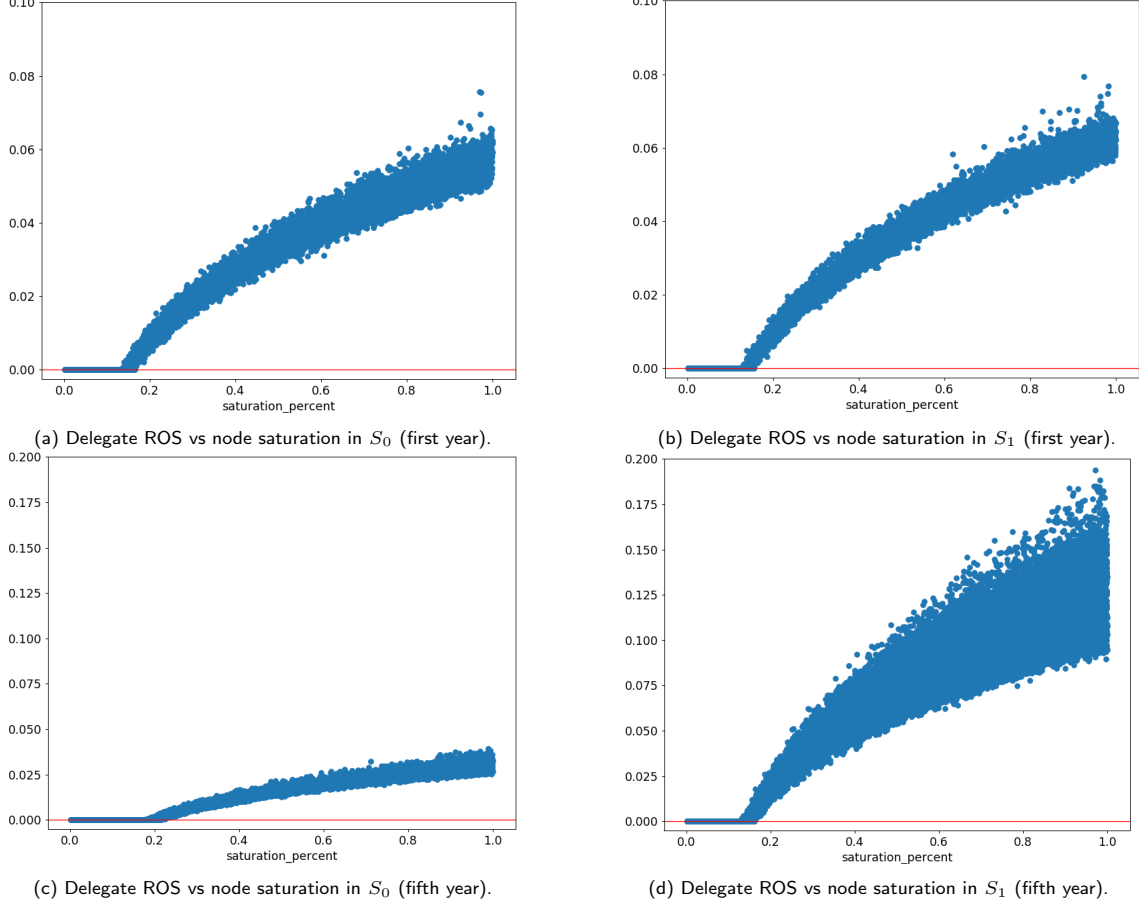 0.10
0.08
0.06
0.04
0.02
0.00
0.0 0.2 0.4 0.6 0.8 1.0
saturation_percent
(a) Delegate ROS vs node saturation in S₀ (first year).
0.10
0.08
0.06
0.04
0.02
0.00
0.0 0.2 0.4 0.6 0.8 1.0
saturation_percent
(b) Delegate ROS vs node saturation in S₁ (first year).
0.200
0.175
0.150
0.125
0.100
0.075
0.050
0.025
0.000
0.0 0.2 0.4 0.6 0.8 1.0
saturation_percent
(c) Delegate ROS vs node saturation in S₀ (fifth year).
0.200
0.175
0.150
0.125
0.100
0.075
0.050
0.025
0.000
0.0 0.2 0.4 0.6 0.8 1.0
saturation_percent
(d) Delegate ROS vs node saturation in S₁ (fifth year).